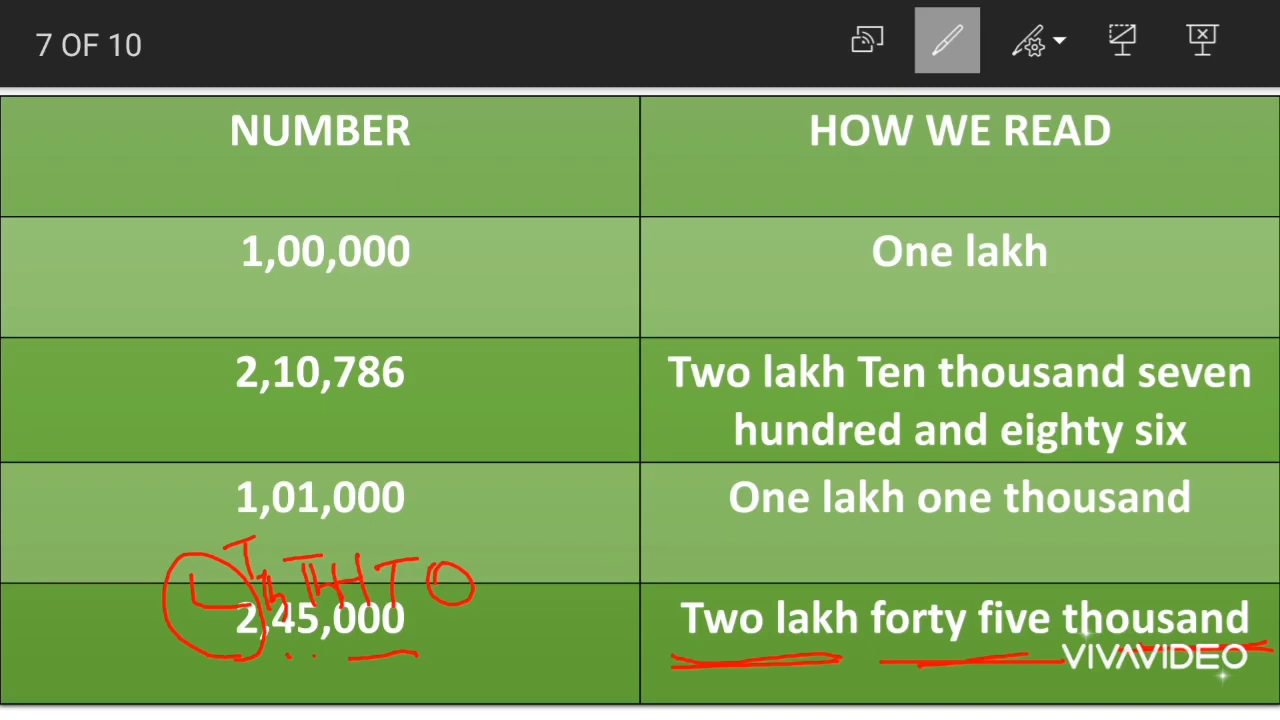 7 OF 10
NUMBER
HOW WE READ
1,00,000
One lakh
2,10,786
Two lakh Ten thousand seven
hundred and eighty six
1,01,000
One lakh one thousand
L Tth Th H T O
2,45,000
Two lakh forty five thousand
VIVAVIDEO